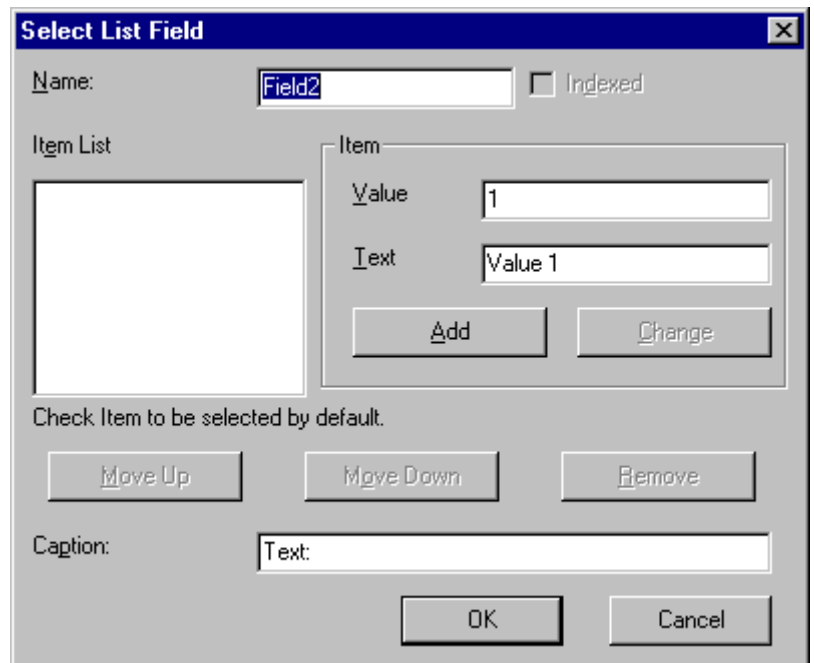 Select List Field
Name:
Field2
Indexed
Item List
Item
Value
1
Text
Value 1
Add
Change
Check Item to be selected by default.
Move Up
Move Down
Remove
Caption:
Text:
OK
Cancel